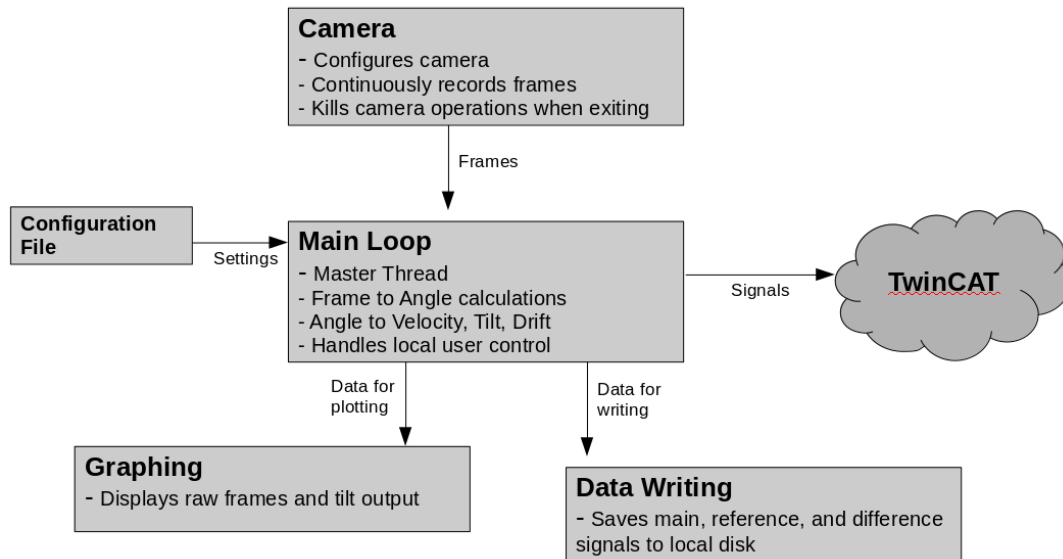 Camera
- Configures camera
- Continuously records frames
- Kills camera operations when exiting
Frames
Configuration
File
Settings
Main Loop
- Master Thread
- Frame to Angle calculations
- Angle to Velocity, Tilt, Drift
- Handles local user control
Signals
TwinCAT
Data for
plotting
Data for
writing
Graphing
- Displays raw frames and tilt output
Data Writing
- Saves main, reference, and difference
signals to local disk